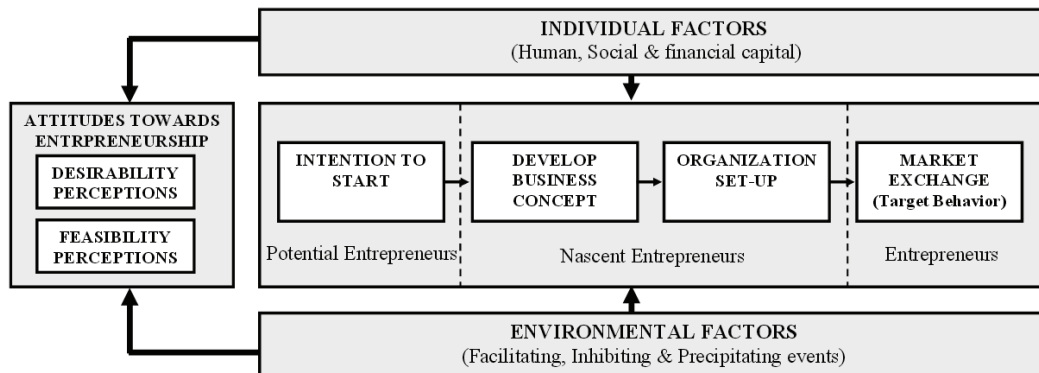 INDIVIDUAL FACTORS
(Human, Social & financial capital)
ATTITUDES TOWARDS
ENTRPRENEURSHIP
DESIRABILITY
PERCEPTIONS
FEASIBILITY
PERCEPTIONS
INTENTION TO
START
DEVELOP
BUSINESS
CONCEPT
ORGANIZATION
SET-UP
MARKET
EXCHANGE
(Target Behavior)
Potential Entrepreneurs
Nascent Entrepreneurs
Entrepreneurs
ENVIRONMENTAL FACTORS
(Facilitating, Inhibiting & Precipitating events)